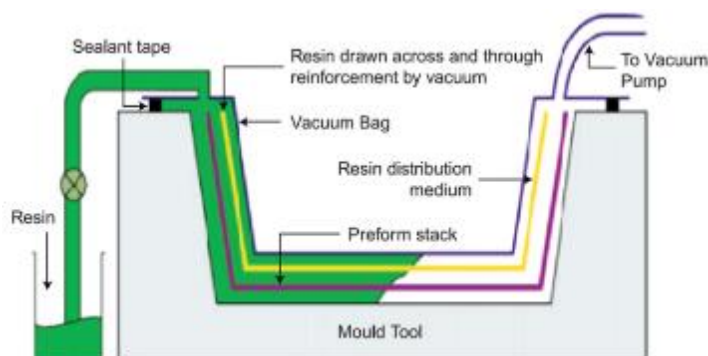 Sealant tape
Resin drawn across and through
reinforcement by vacuum
To Vacuum
Pump
Vacuum Bag
Resin distribution
medium
Resin
Preform stack
Mould Tool